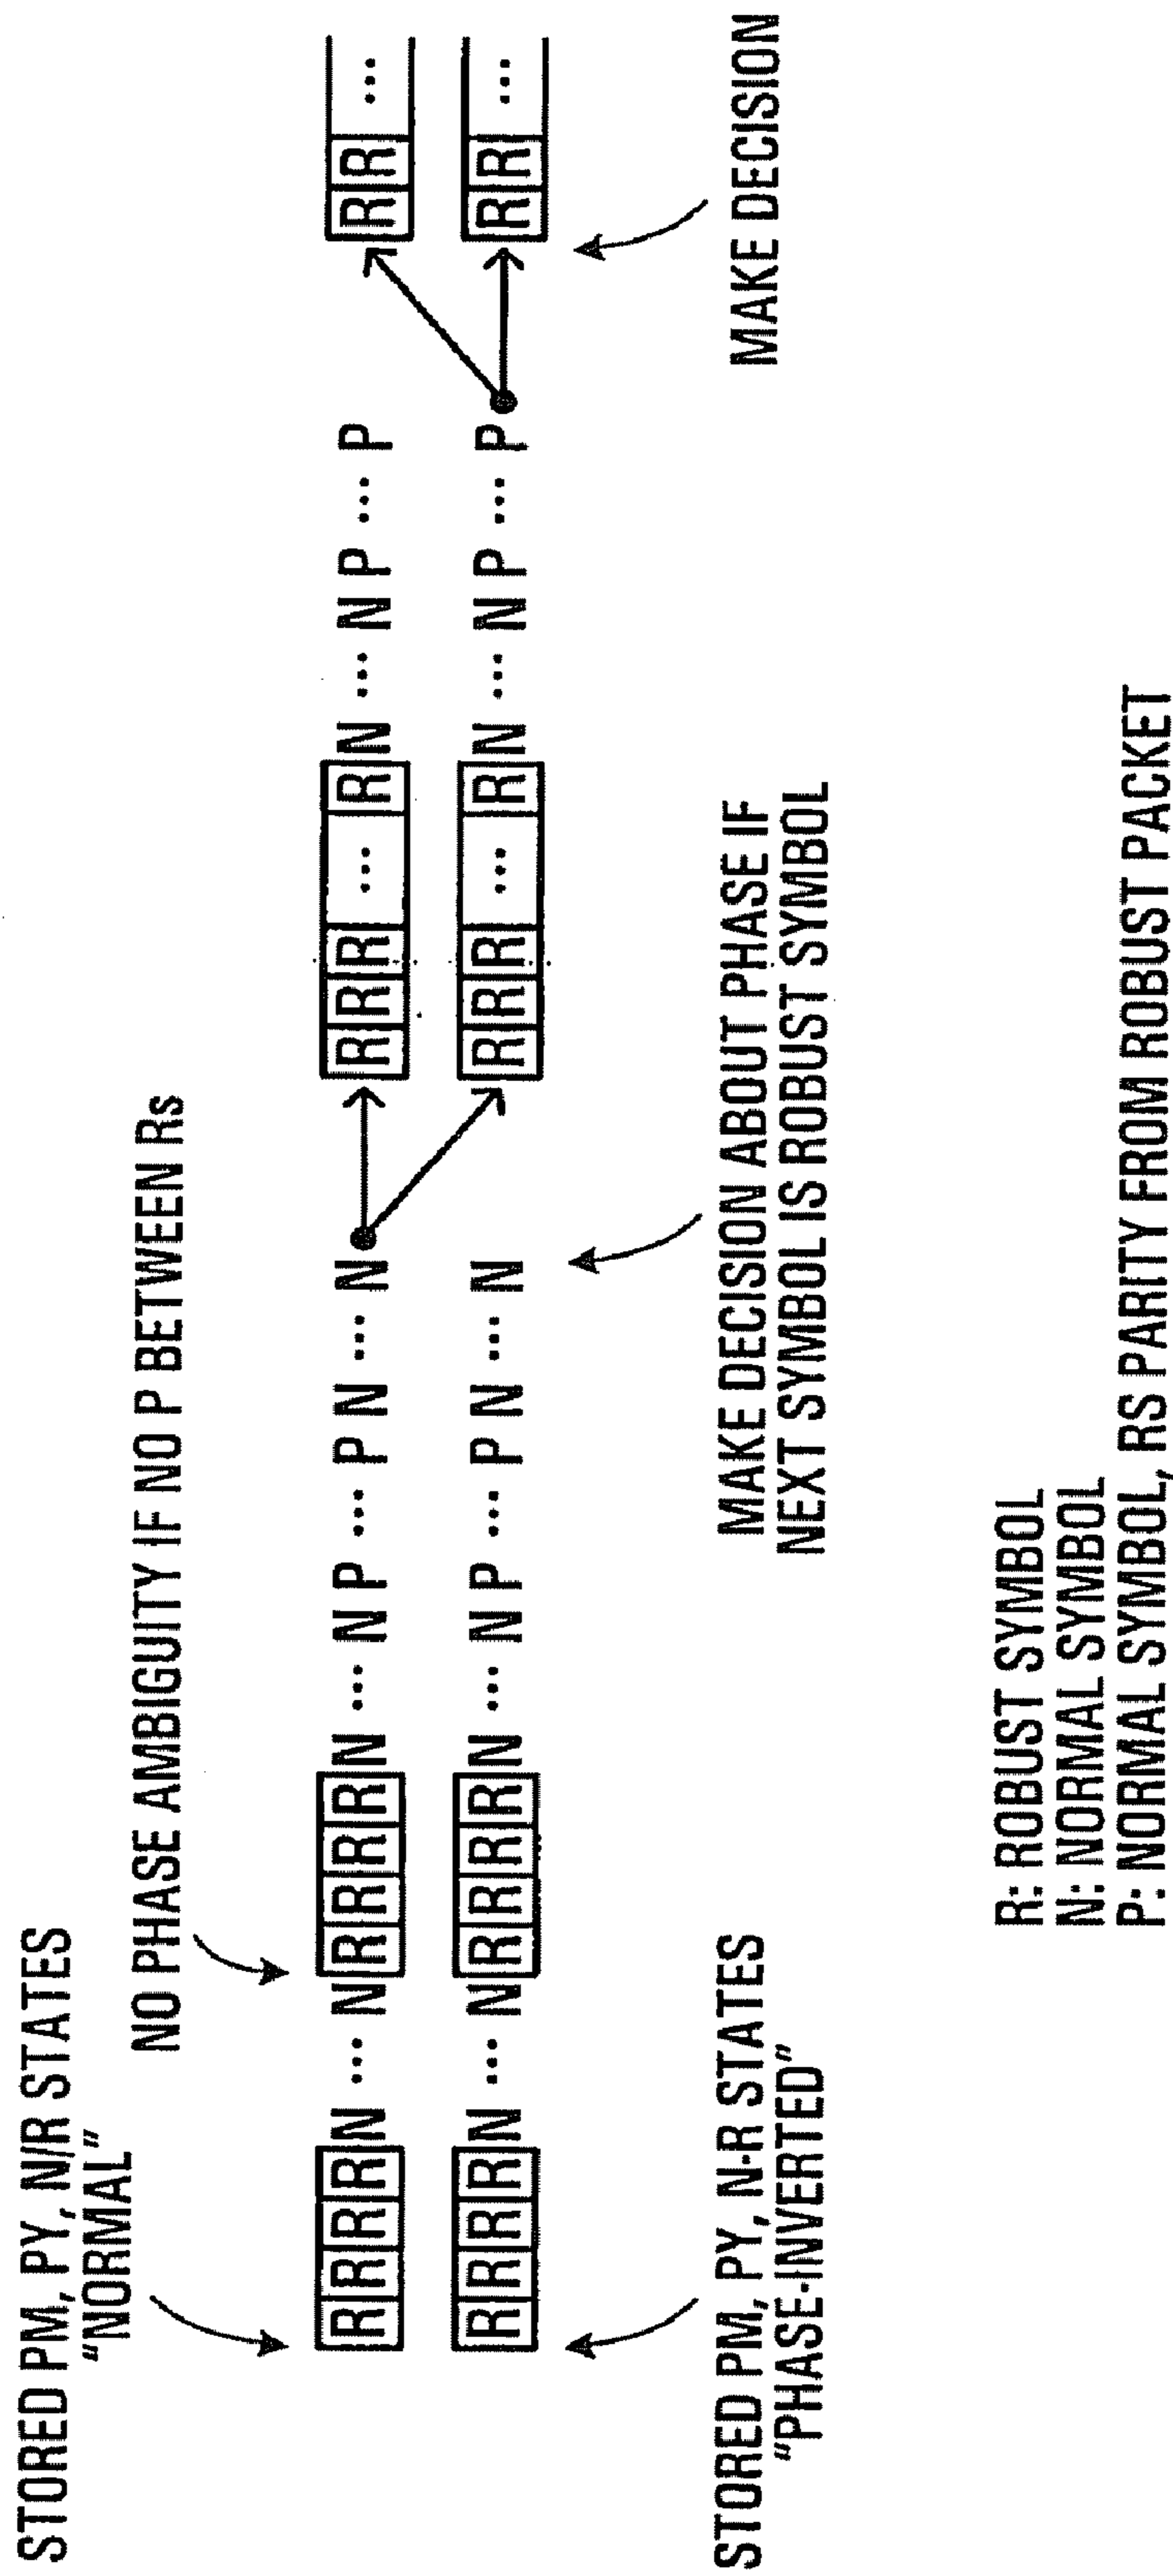 STORED PM, PY, N/R STATES
"NORMAL"
NO PHASE AMBIGUITY IF NO P BETWEEN Rs
R R R R N ... N R R R R N ... N P ... P N ... N R R R ... R N ... N P ... P R R ...
R R R R N ... N R R R R N ... N P ... P N ... N R R R ... R N ... N P ... P R R ...
STORED PM, PY, N-R STATES
"PHASE-INVERTED"
MAKE DECISION ABOUT PHASE IF
NEXT SYMBOL IS ROBUST SYMBOL
MAKE DECISION
R: ROBUST SYMBOL
N: NORMAL SYMBOL
P: NORMAL SYMBOL, RS PARITY FROM ROBUST PACKET